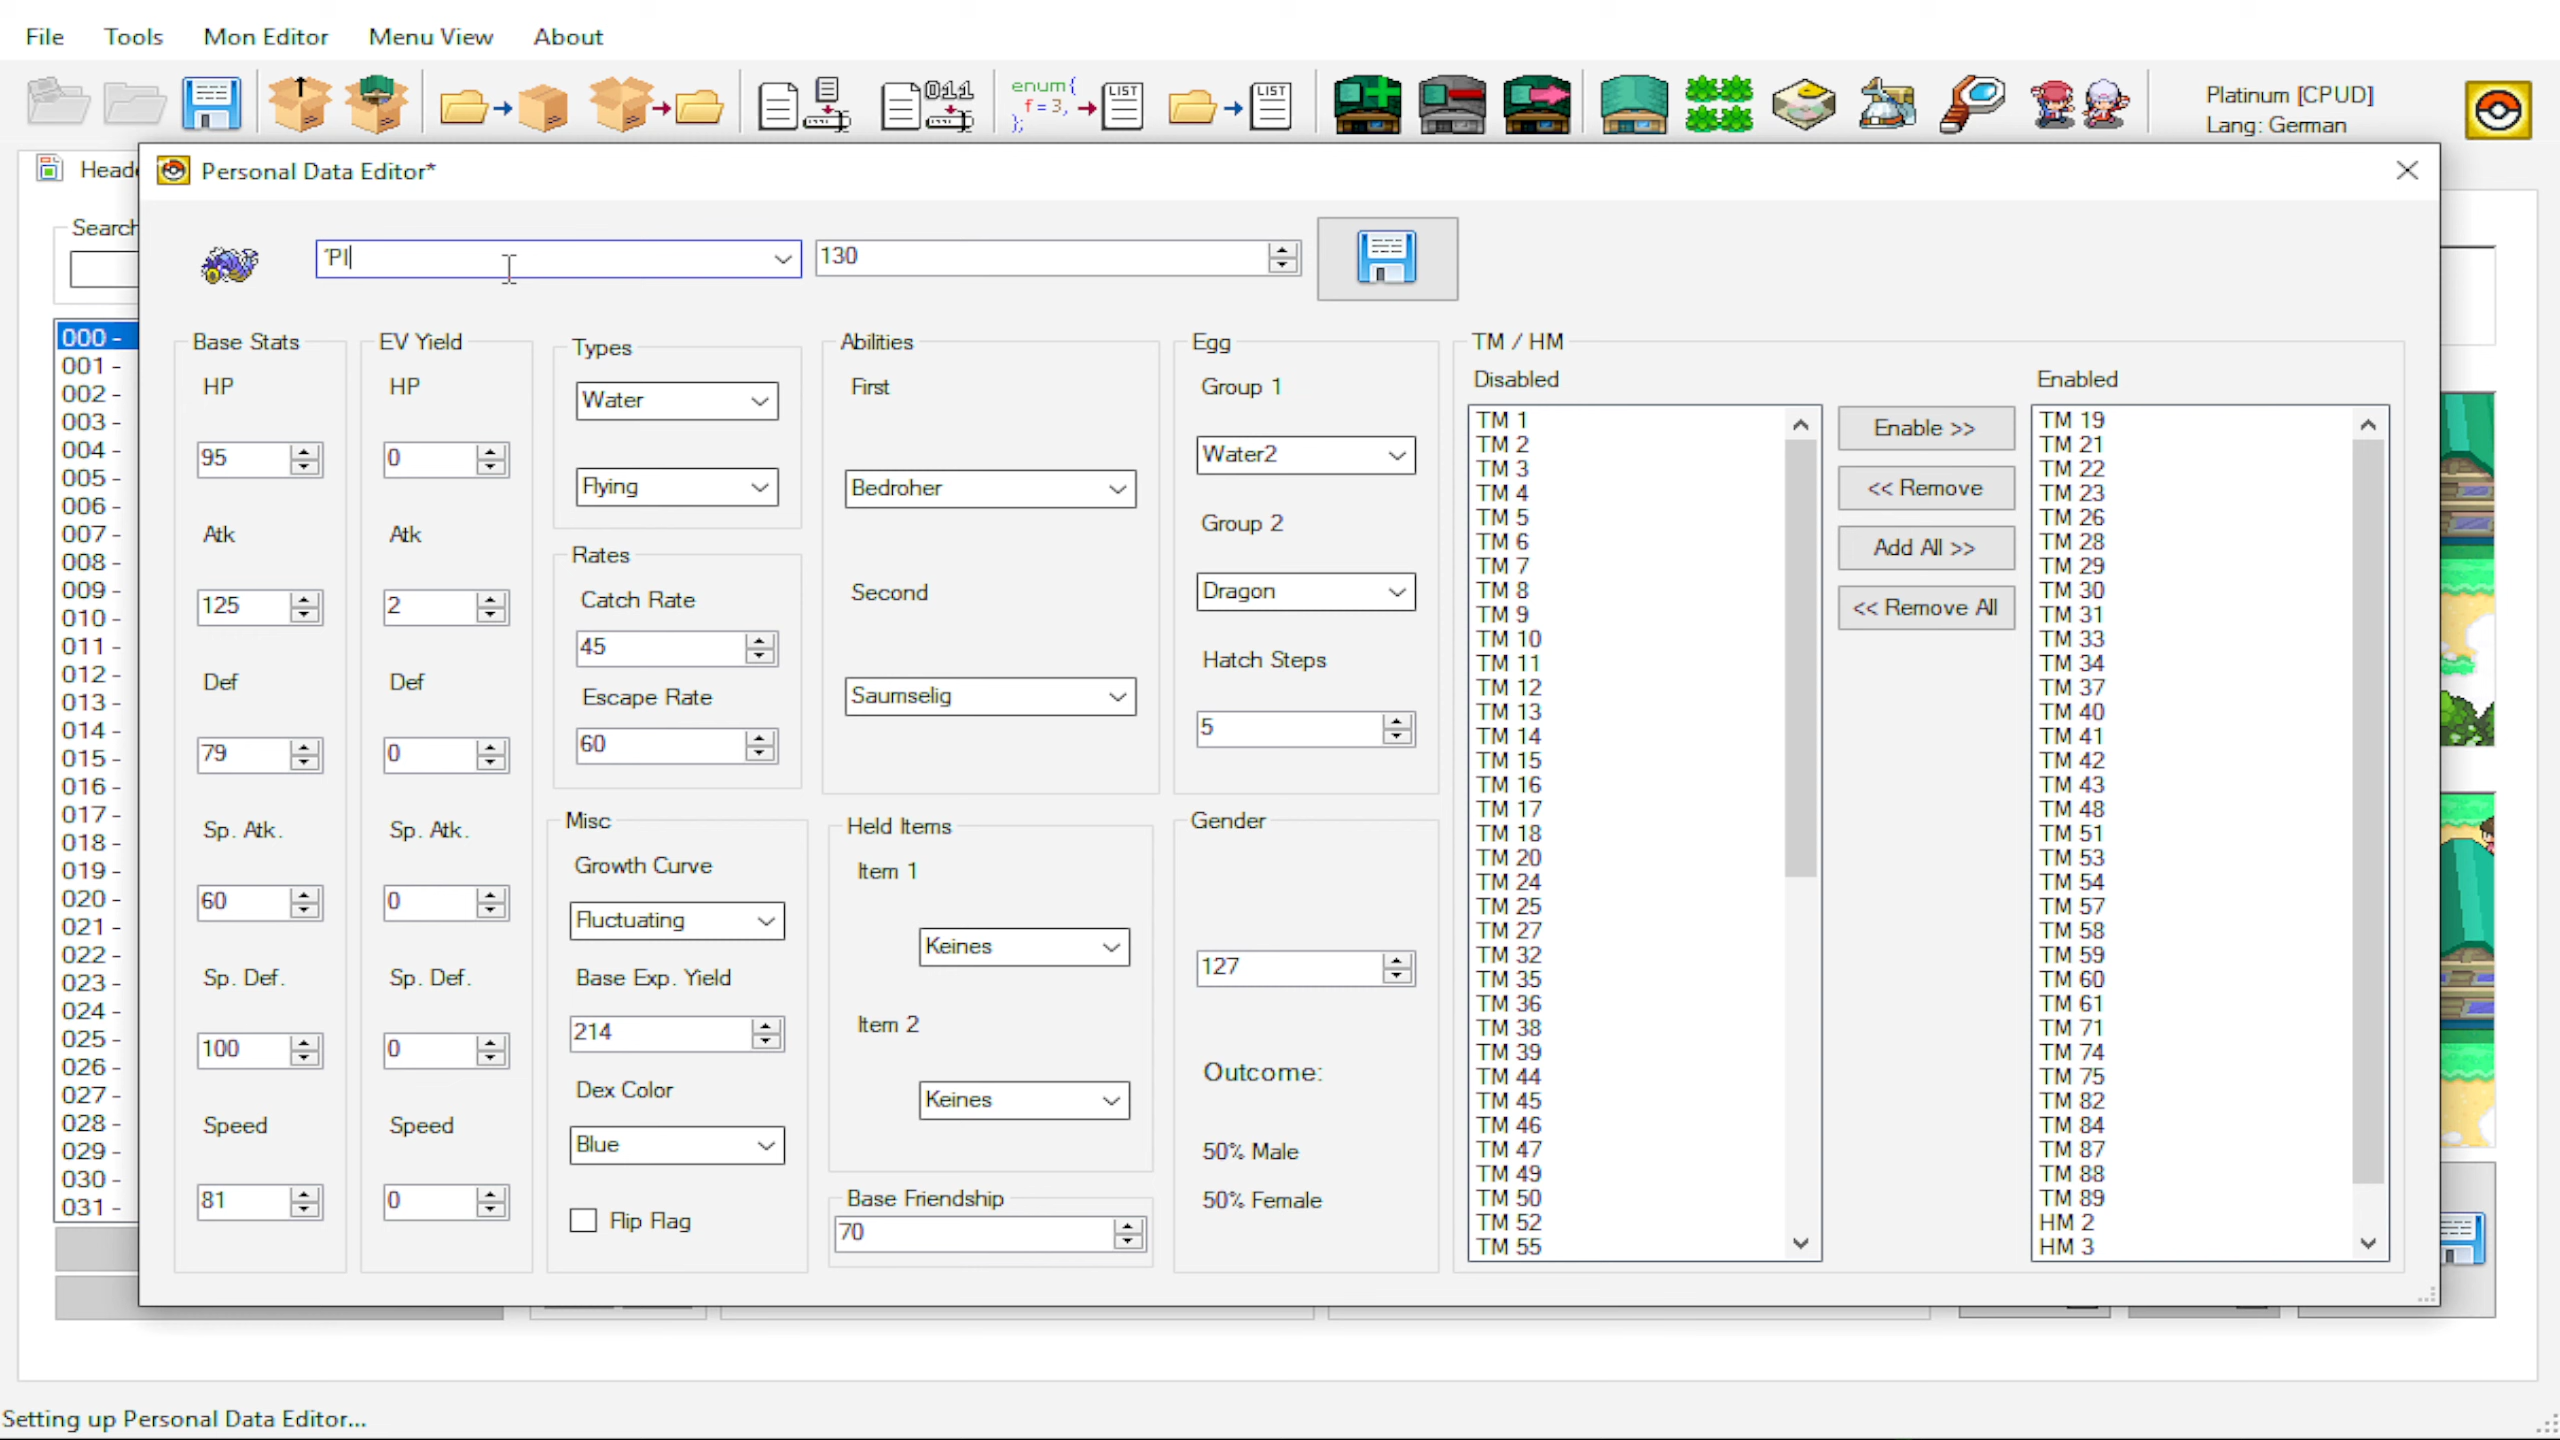 File Tools Mon Editor Menu View About
011
enum{
f=3,
};
LIST
LIST
Platinum [CPUD]
Lang: German
Heade
Personal Data Editor*
Search
130
000 -
001 -
002 -
003 -
004 -
005 -
006 -
007 -
008 -
009 -
010 -
011 -
012 -
013 -
014 -
015 -
016 -
017 -
018 -
019 -
020 -
021 -
022 -
023 -
024 -
025 -
026 -
027 -
028 -
029 -
030 -
031 -
Base Stats
HP
95
Atk
125
Def
79
Sp. Atk.
60
Sp. Def.
100
Speed
81
EV Yield
HP
0
Atk
2
Def
0
Sp. Atk.
0
Sp. Def.
0
Speed
0
Types
Water
Flying
Rates
Catch Rate
45
Escape Rate
60
Misc
Growth Curve
Fluctuating
Base Exp. Yield
214
Dex Color
Blue
Flip Flag
Abilities
First
Bedroher
Second
Saumselig
Held Items
Item 1
Keines
Item 2
Keines
Base Friendship
70
Egg
Group 1
Water2
Group 2
Dragon
Hatch Steps
5
Gender
127
Outcome:
50% Male
50% Female
TM / HM
Disabled
TM 1
TM 2
TM 3
TM 4
TM 5
TM 6
TM 7
TM 8
TM 9
TM 10
TM 11
TM 12
TM 13
TM 14
TM 15
TM 16
TM 17
TM 18
TM 20
TM 24
TM 25
TM 27
TM 32
TM 35
TM 36
TM 38
TM 39
TM 44
TM 45
TM 46
TM 47
TM 49
TM 50
TM 52
TM 55
Enable >>
<< Remove
Add All >>
<< Remove All
Enabled
TM 19
TM 21
TM 22
TM 23
TM 26
TM 28
TM 29
TM 30
TM 31
TM 33
TM 34
TM 37
TM 40
TM 41
TM 42
TM 43
TM 48
TM 51
TM 53
TM 54
TM 57
TM 58
TM 59
TM 60
TM 61
TM 71
TM 74
TM 75
TM 82
TM 84
TM 87
TM 88
TM 89
HM 2
HM 3
Setting up Personal Data Editor...